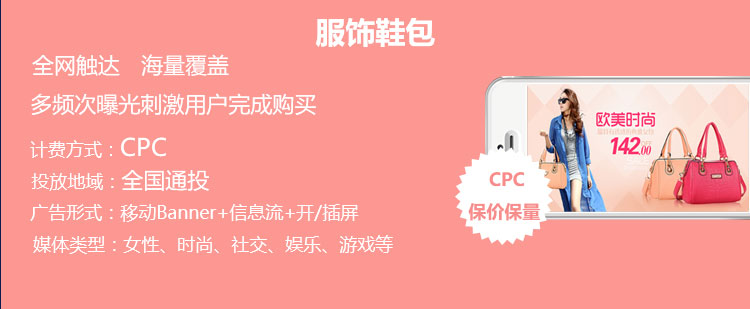 服饰鞋包
全网触达 海量覆盖
多频次曝光刺激用户完成购买
计费方式：CPC
投放地域：全国通投
广告形式：移动Banner+信息流+开/插屏
媒体类型：女性、时尚、社交、娱乐、游戏等
欧美时尚
142.00
CPC
保价保量